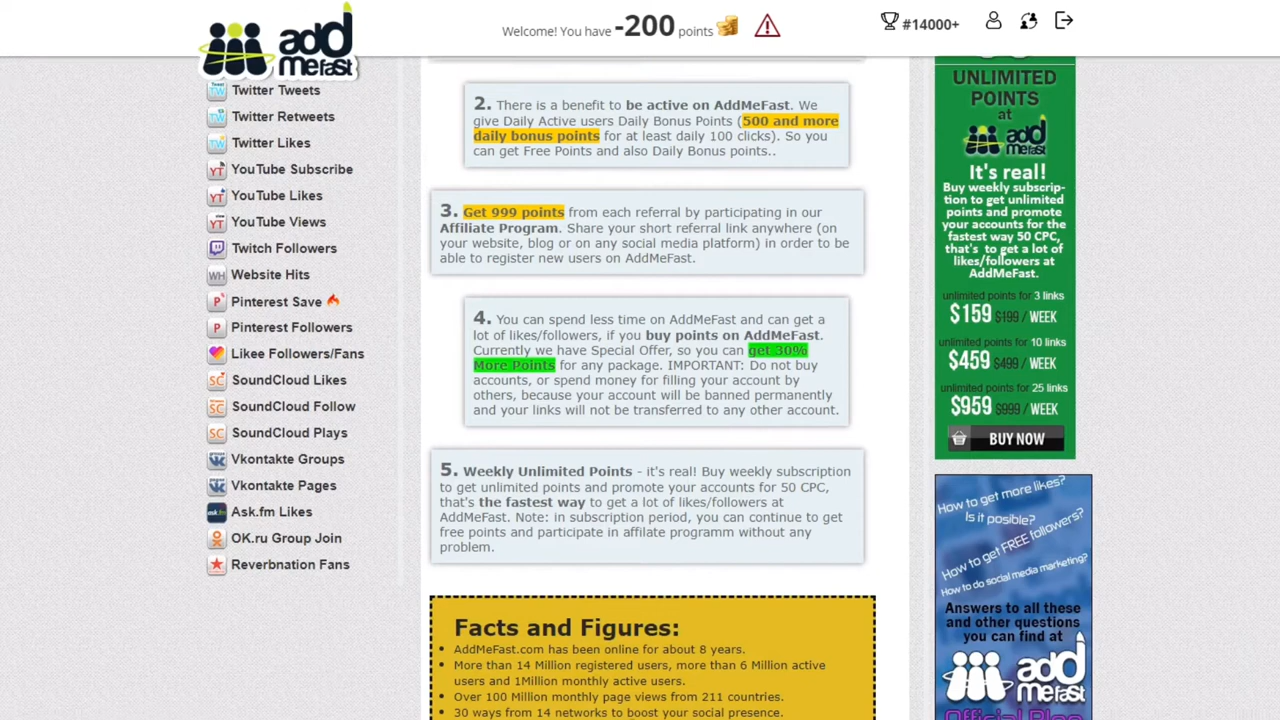 add
mefast
Welcome! You have -200 points
#14000+
Twitter Tweets
Twitter Retweets
Twitter Likes
YouTube Subscribe
YouTube Likes
YouTube Views
Twitch Followers
Website Hits
Pinterest Save
Pinterest Followers
Likee Followers/Fans
SoundCloud Likes
SoundCloud Follow
SoundCloud Plays
Vkontakte Groups
Vkontakte Pages
Ask.fm Likes
OK.ru Group Join
Reverbnation Fans
2. There is a benefit to be active on AddMeFast. We
give Daily Active users Daily Bonus Points (500 and more
daily bonus points for at least daily 100 clicks). So you
can get Free Points and also Daily Bonus points..
3. Get 999 points from each referral by participating in our
Affiliate Program. Share your short referral link anywhere (on
your website, blog or on any social media platform) in order to be
able to register new users on AddMeFast.
4. You can spend less time on AddMeFast and can get a
lot of likes/followers, if you buy points on AddMeFast.
Currently we have Special Offer, so you can get 30%
More Points for any package. IMPORTANT: Do not buy
accounts, or spend money for filling your account by
others, because your account will be banned permanently
and your links will not be transferred to any other account.
5. Weekly Unlimited Points - it's real! Buy weekly subscription
to get unlimited points and promote your accounts for 50 CPC,
that's the fastest way to get a lot of likes/followers at
AddMeFast. Note: in subscription period, you can continue to get
free points and participate in affilate programm without any
problem.
Facts and Figures:
AddMeFast.com has been online for about 8 years.
More than 14 Million registered users, more than 6 Million active
users and 1Million monthly active users.
Over 100 Million monthly page views from 211 countries.
30 ways from 14 networks to boost your social presence.
UNLIMITED
POINTS
at
add
mefast
It's real!
Buy weekly subscrip-
tion to get unlimited
points and promote
your accounts for the
fastest way 50 CPC,
that's to get a lot of
likes/followers at
AddMeFast.
unlimited points for 3 links
$159 $199 / WEEK
unlimited points for 10 links
$459 $499 / WEEK
unlimited points for 25 links
$959 $999 / WEEK
BUY NOW
How to get more likes?
Is it posible?
How to get FREE followers?
How to do social media marketing?
Answers to all these
and other questions
you can find at
add
mefast